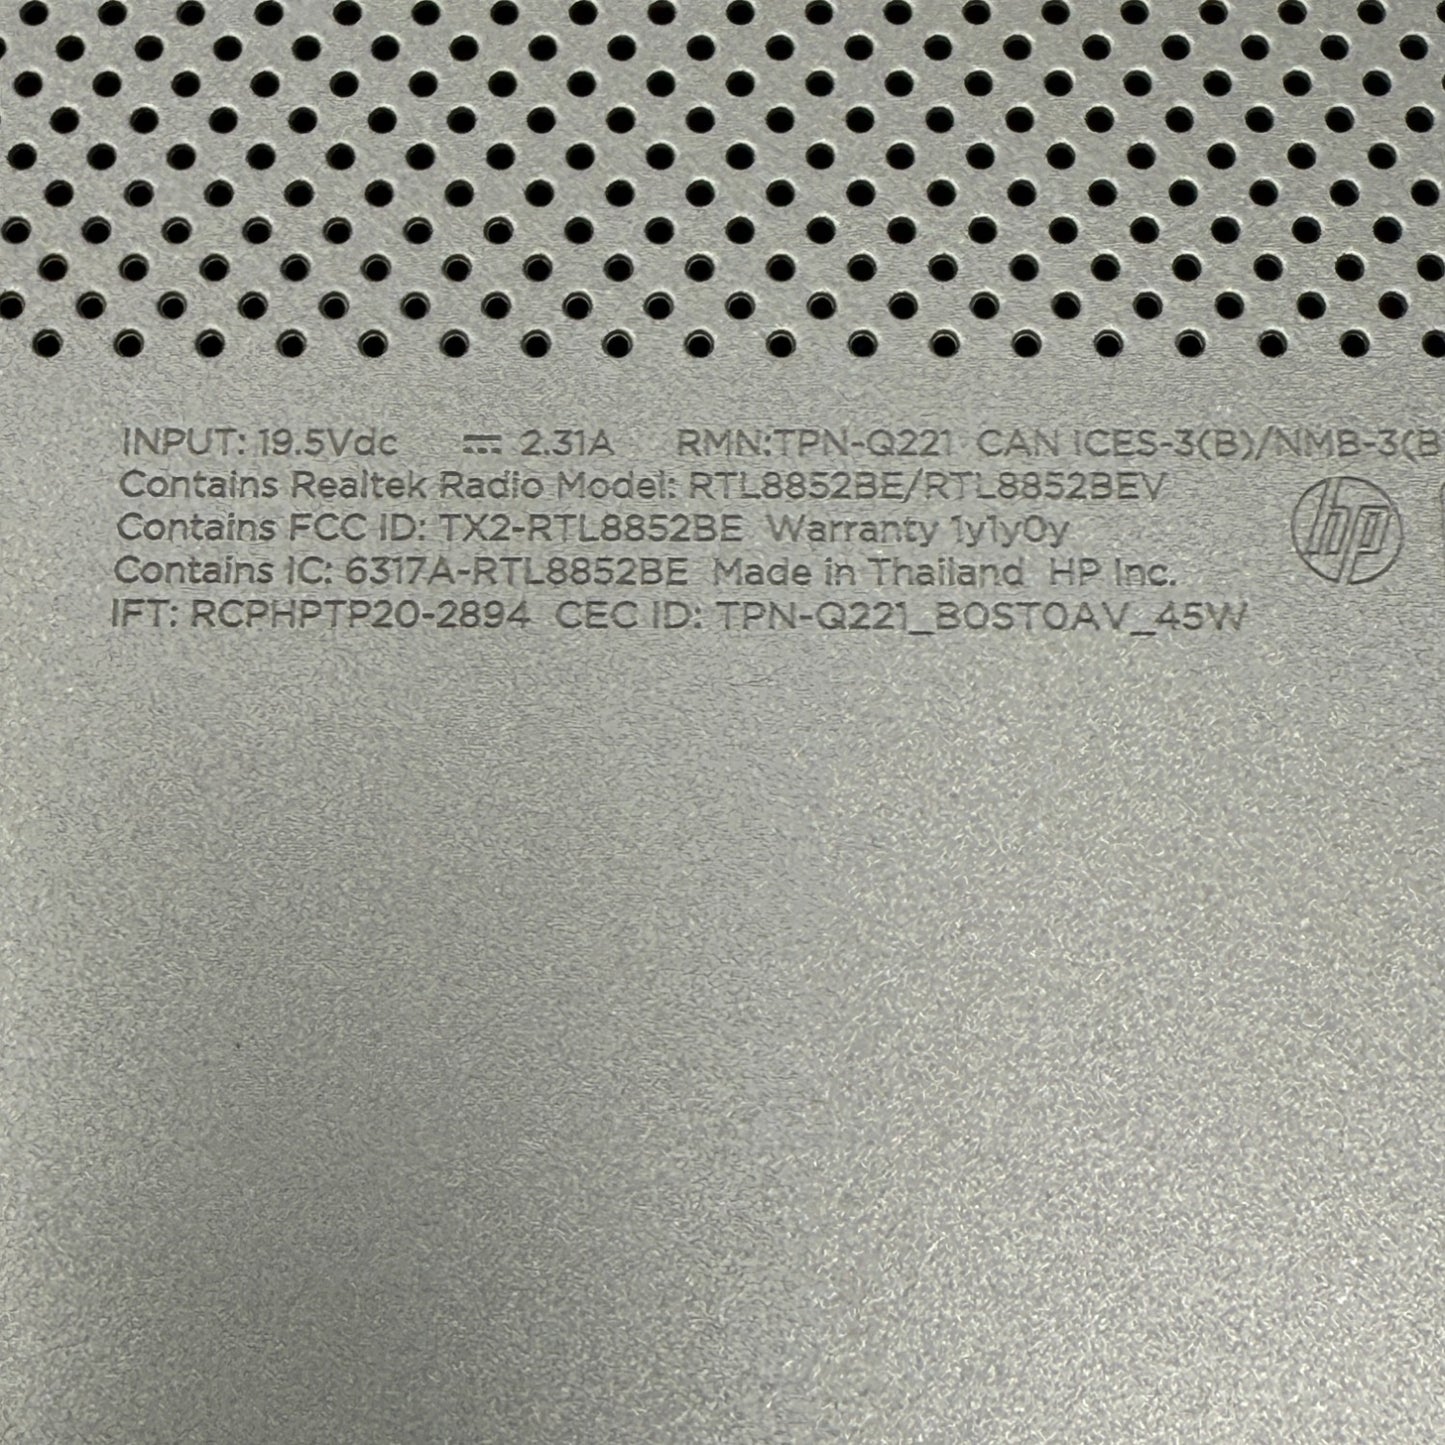 INPUT: 19.5Vdc ⎓ 2.31A RMN:TPN-Q221 CAN ICES-3(B)/NMB-3(B
Contains Realtek Radio Model: RTL8852BE/RTL8852BEV
Contains FCC ID: TX2-RTL8852BE Warranty 1y1y0y
Contains IC: 6317A-RTL8852BE Made in Thailand HP Inc.
IFT: RCPHPTP20-2894 CEC ID: TPN-Q221_BOSTOAV_45W
hp